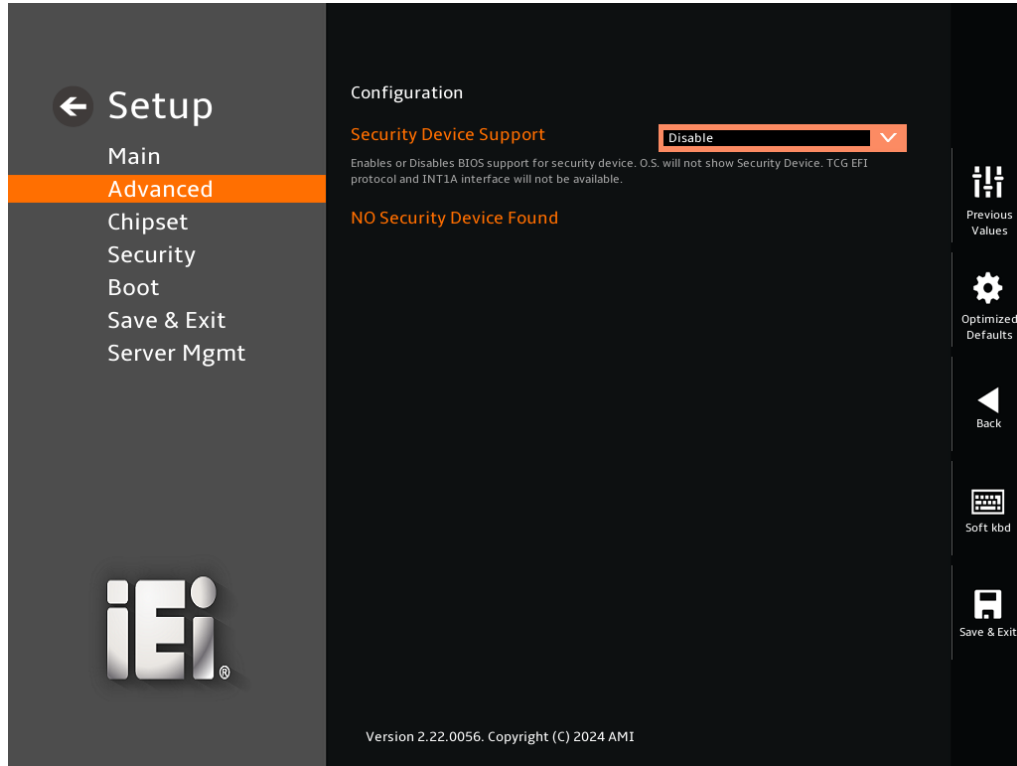 Setup
Main
Advanced
Chipset
Security
Boot
Save & Exit
Server Mgmt
iEi®
Configuration
Security Device Support
Disable
Enables or Disables BIOS support for security device. O.S. will not show Security Device. TCG EFI
protocol and INT1A interface will not be available.
NO Security Device Found
Version 2.22.0056. Copyright (C) 2024 AMI
Previous
Values
Optimized
Defaults
Back
Soft kbd
Save & Exit